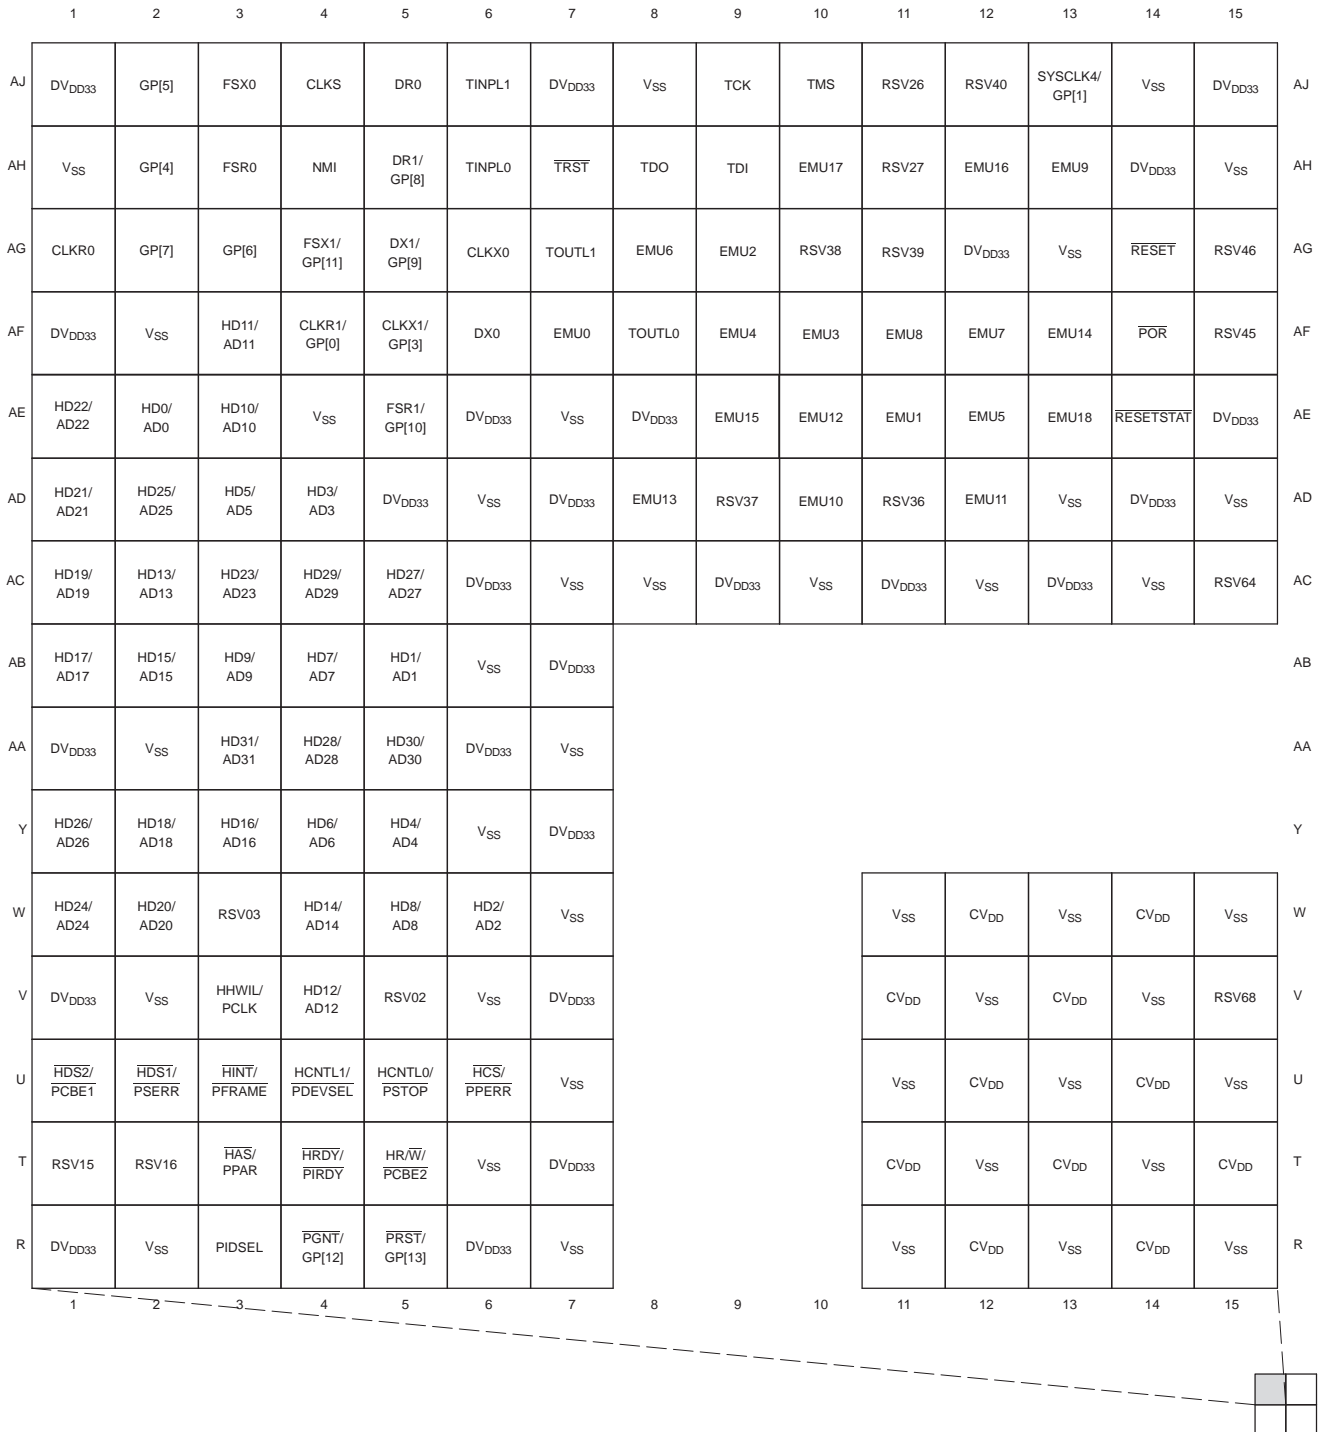 1 2 3 4 5 6 7 8 9 10 11 12 13 14 15
AJ DVDD33 GP[5] FSX0 CLKS DR0 TINPL1 DVDD33 VSS TCK TMS RSV26 RSV40 SYSCLK4/ GP[1] VSS DVDD33 AJ
AH VSS GP[4] FSR0 NMI DR1/ GP[8] TINPL0 TRST TDO TDI EMU17 RSV27 EMU16 EMU9 DVDD33 VSS AH
AG CLKR0 GP[7] GP[6] FSX1/ GP[11] DX1/ GP[9] CLKX0 TOUTL1 EMU6 EMU2 RSV38 RSV39 DVDD33 VSS RESET RSV46 AG
AF DVDD33 VSS HD11/ AD11 CLKR1/ GP[0] CLKX1/ GP[3] DX0 EMU0 TOUTL0 EMU4 EMU3 EMU8 EMU7 EMU14 POR RSV45 AF
AE HD22/ AD22 HD0/ AD0 HD10/ AD10 VSS FSR1/ GP[10] DVDD33 VSS DVDD33 EMU15 EMU12 EMU1 EMU5 EMU18 RESETSTAT DVDD33 AE
AD HD21/ AD21 HD25/ AD25 HD5/ AD5 HD3/ AD3 DVDD33 VSS DVDD33 EMU13 RSV37 EMU10 RSV36 EMU11 VSS DVDD33 VSS AD
AC HD19/ AD19 HD13/ AD13 HD23/ AD23 HD29/ AD29 HD27/ AD27 DVDD33 VSS VSS DVDD33 VSS DVDD33 VSS DVDD33 VSS RSV64 AC
AB HD17/ AD17 HD15/ AD15 HD9/ AD9 HD7/ AD7 HD1/ AD1 VSS DVDD33 AB
AA DVDD33 VSS HD31/ AD31 HD28/ AD28 HD30/ AD30 DVDD33 VSS AA
Y HD26/ AD26 HD18/ AD18 HD16/ AD16 HD6/ AD6 HD4/ AD4 VSS DVDD33 Y
W HD24/ AD24 HD20/ AD20 RSV03 HD14/ AD14 HD8/ AD8 HD2/ AD2 VSS VSS CVDD VSS CVDD VSS W
V DVDD33 VSS HHWIL/ PCLK HD12/ AD12 RSV02 VSS DVDD33 CVDD VSS CVDD VSS RSV68 V
U HDS2/ PCBE1 HDS1/ PSERR HINT/ PFRAME HCNTL1/ PDEVSEL HCNTL0/ PSTOP HCS/ PPERR VSS VSS CVDD VSS CVDD VSS U
T RSV15 RSV16 HAS/ PPAR HRDY/ PIRDY HR/W/ PCBE2 VSS DVDD33 CVDD VSS CVDD VSS CVDD T
R DVDD33 VSS PIDSEL PGNT/ GP[12] PRST/ GP[13] DVDD33 VSS VSS CVDD VSS CVDD VSS R
1 2 3 4 5 6 7 8 9 10 11 12 13 14 15